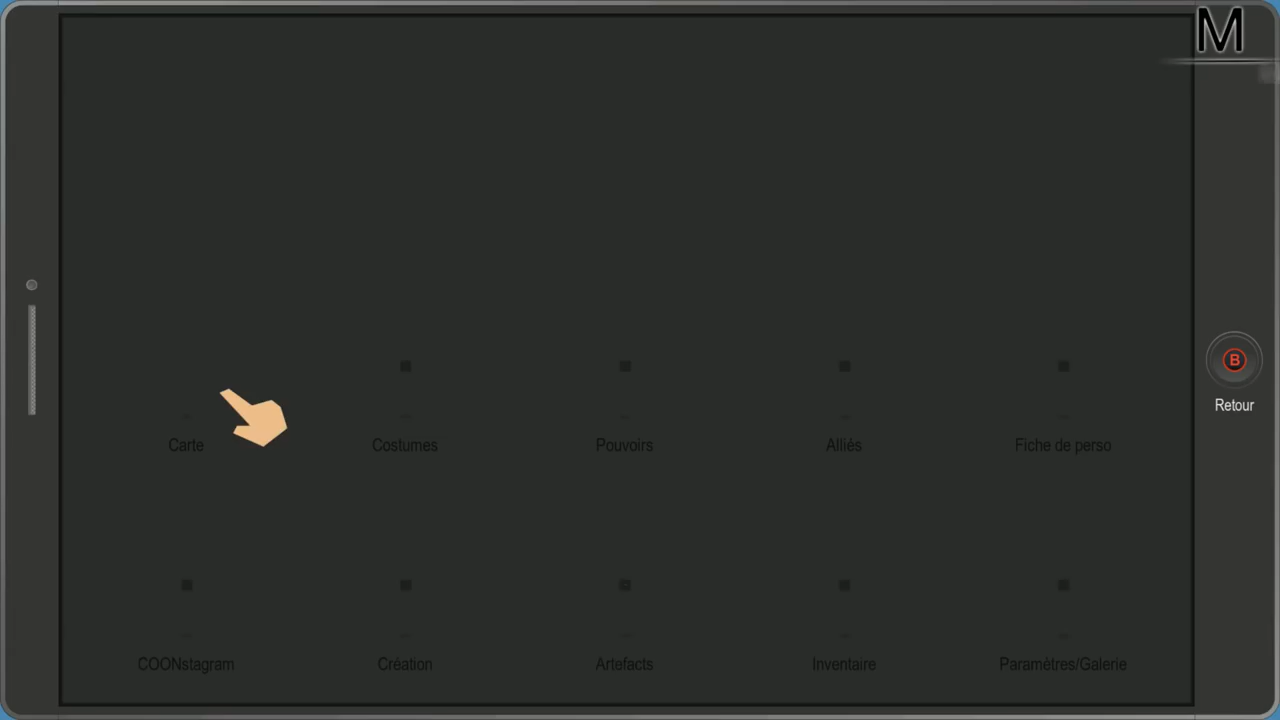 M
B
Retour
Carte
Costumes
Pouvoirs
Alliés
Fiche de perso
COONstagram
Création
Artefacts
Inventaire
Paramètres/Galerie